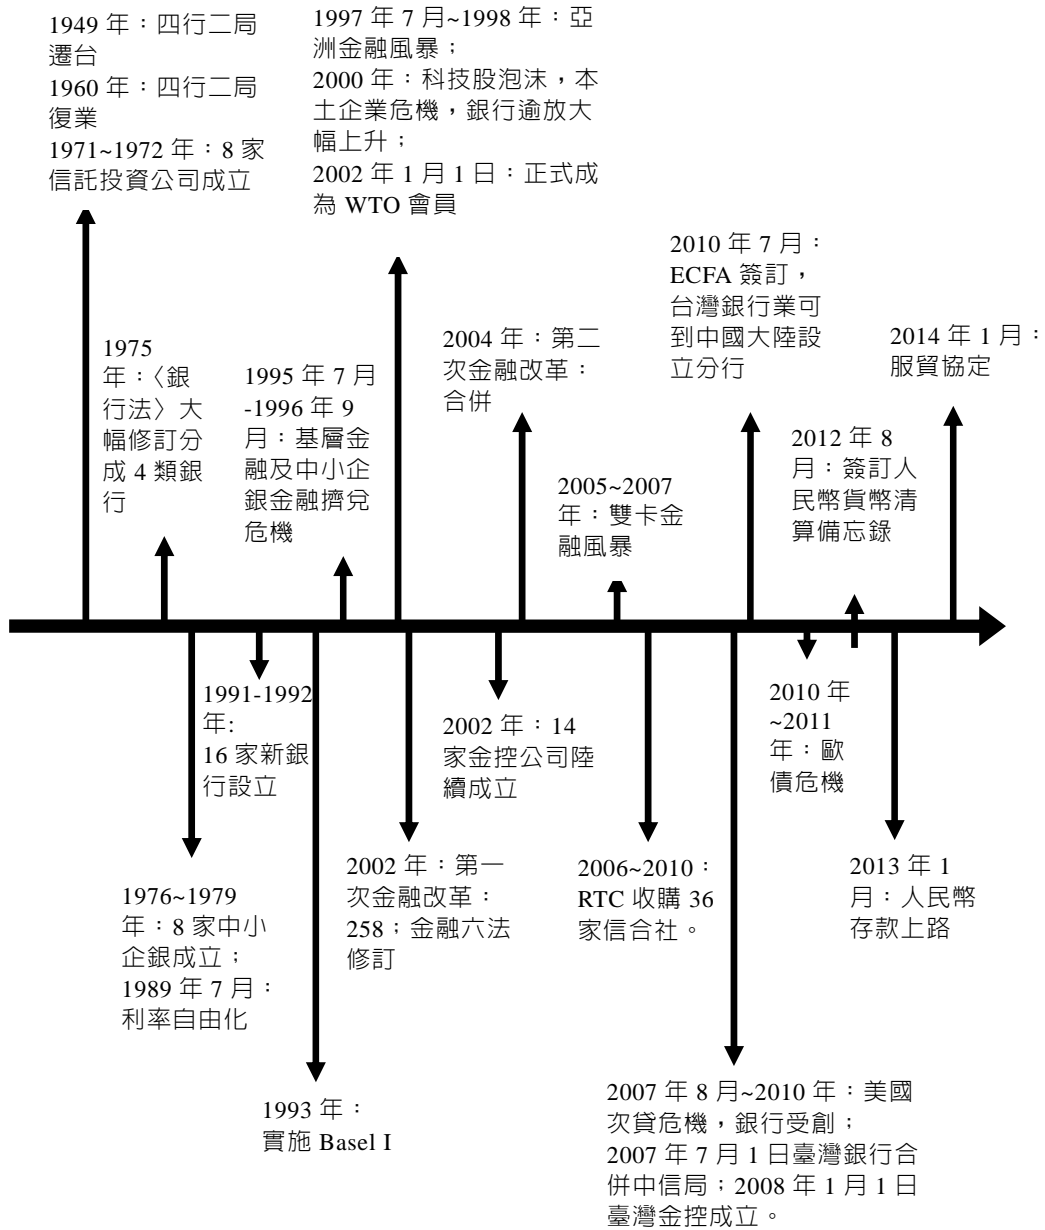 1949 年：四行二局
遷台
1960 年：四行二局
復業
1971~1972 年：8 家
信託投資公司成立
1997 年 7 月~1998 年：亞
洲金融風暴；
2000 年：科技股泡沫，本
土企業危機，銀行逾放大
幅上升；
2002 年 1 月 1 日：正式成
為 WTO 會員
1975
年：〈銀
行法〉大
幅修訂分
成 4 類銀
行
1995 年 7 月
-1996 年 9
月：基層金
融及中小企
銀金融擠兌
危機
2004 年：第二
次金融改革：
合併
2005~2007
年：雙卡金
融風暴
2010 年 7 月：
ECFA 簽訂，
台灣銀行業可
到中國大陸設
立分行
2012 年 8
月：簽訂人
民幣貨幣清
算備忘錄
2014 年 1 月：
服貿協定
1991-1992
年:
16 家新銀
行設立
2002 年：14
家金控公司陸
續成立
2010 年
~2011
年：歐
債危機
1976~1979
年：8 家中小
企銀成立；
1989 年 7 月：
利率自由化
2002 年：第一
次金融改革：
258；金融六法
修訂
2006~2010：
RTC 收購 36
家信合社。
2013 年 1
月：人民幣
存款上路
1993 年：
實施 Basel I
2007 年 8 月~2010 年：美國
次貸危機，銀行受創；
2007 年 7 月 1 日臺灣銀行合
併中信局；2008 年 1 月 1 日
臺灣金控成立。